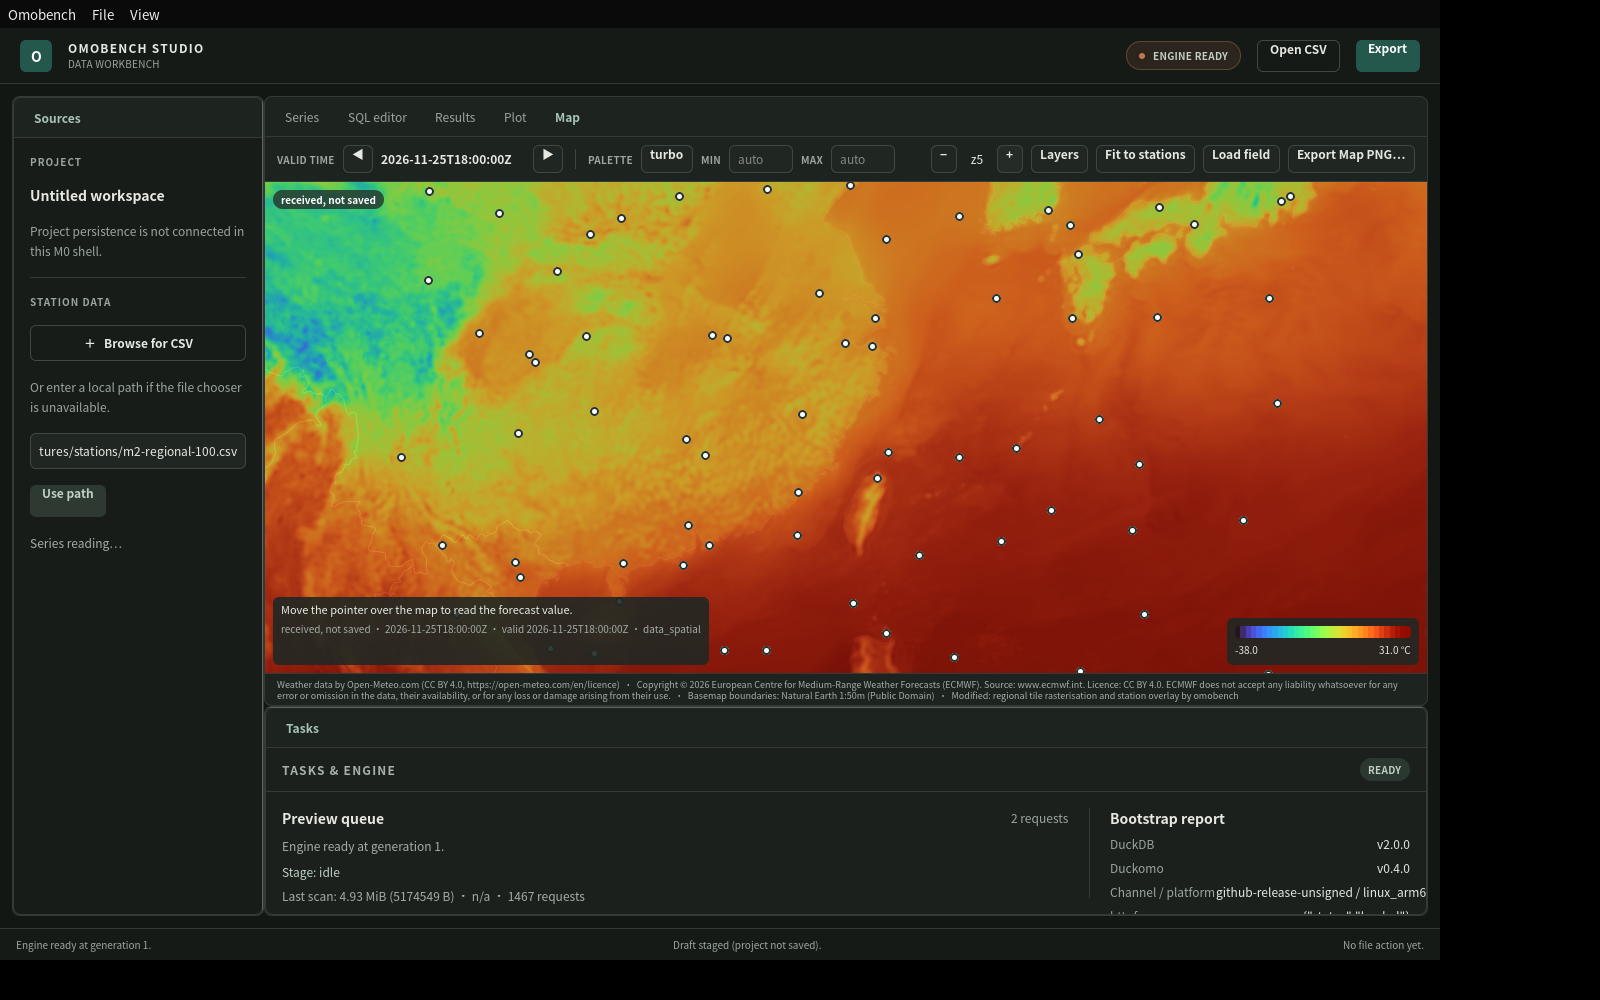 Omobench File View
O
OMOBENCH STUDIO
DATA WORKBENCH
ENGINE READY
Open CSV
Export
Sources
PROJECT
Untitled workspace
Project persistence is not connected in
this M0 shell.
STATION DATA
+ Browse for CSV
Or enter a local path if the file chooser
is unavailable.
tures/stations/m2-regional-100.csv
Use path
Series reading…
Series SQL editor Results Plot Map
VALID TIME ◀ 2026-11-25T18:00:00Z ▶ PALETTE turbo MIN auto MAX auto − z5 + Layers Fit to stations Load field Export Map PNG…
received, not saved
Move the pointer over the map to read the forecast value.
received, not saved · 2026-11-25T18:00:00Z · valid 2026-11-25T18:00:00Z · data_spatial
-38.0 31.0 °C
Weather data by Open-Meteo.com (CC BY 4.0, https://open-meteo.com/en/licence) · Copyright © 2026 European Centre for Medium-Range Weather Forecasts (ECMWF). Source: www.ecmwf.int. Licence: CC BY 4.0. ECMWF does not accept any liability whatsoever for any
error or omission in the data, their availability, or for any loss or damage arising from their use. · Basemap boundaries: Natural Earth 1:50m (Public Domain) · Modified: regional tile rasterisation and station overlay by omobench
Tasks
TASKS & ENGINE
READY
Preview queue
2 requests
Engine ready at generation 1.
Stage: idle
Last scan: 4.93 MiB (5174549 B) · n/a · 1467 requests
Bootstrap report
DuckDB v2.0.0
Duckomo v0.4.0
Channel / platform github-release-unsigned / linux_arm6
Engine ready at generation 1.
Draft staged (project not saved).
No file action yet.